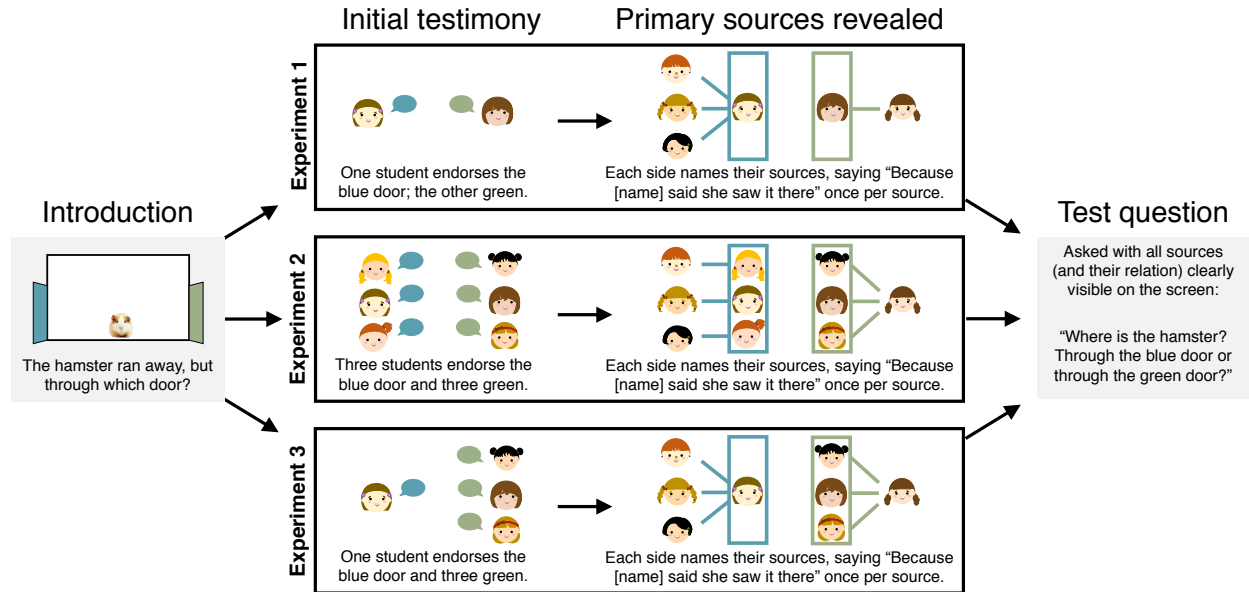 Initial testimony
Primary sources revealed
Experiment 1
One student endorses the
blue door; the other green.
Each side names their sources, saying “Because
[name] said she saw it there” once per source.
Introduction
The hamster ran away, but
through which door?
Experiment 2
Three students endorse the
blue door and three green.
Each side names their sources, saying “Because
[name] said she saw it there” once per source.
Experiment 3
One student endorses the
blue door and three green.
Each side names their sources, saying “Because
[name] said she saw it there” once per source.
Test question
Asked with all sources
(and their relation) clearly
visible on the screen:
“Where is the hamster?
Through the blue door or
through the green door?”